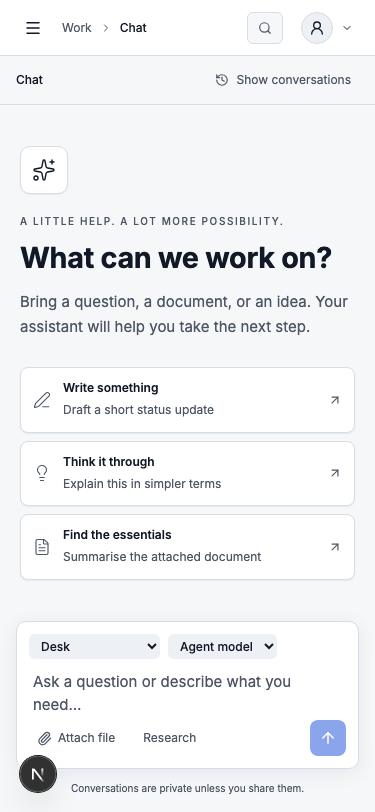 Work
Chat
Chat
Show conversations
A LITTLE HELP. A LOT MORE POSSIBILITY.
What can we work on?
Bring a question, a document, or an idea. Your
assistant will help you take the next step.
Write something
Draft a short status update
Think it through
Explain this in simpler terms
Find the essentials
Summarise the attached document
Desk
Agent model
Ask a question or describe what you
need...
Attach file
Research
N
Conversations are private unless you share them.